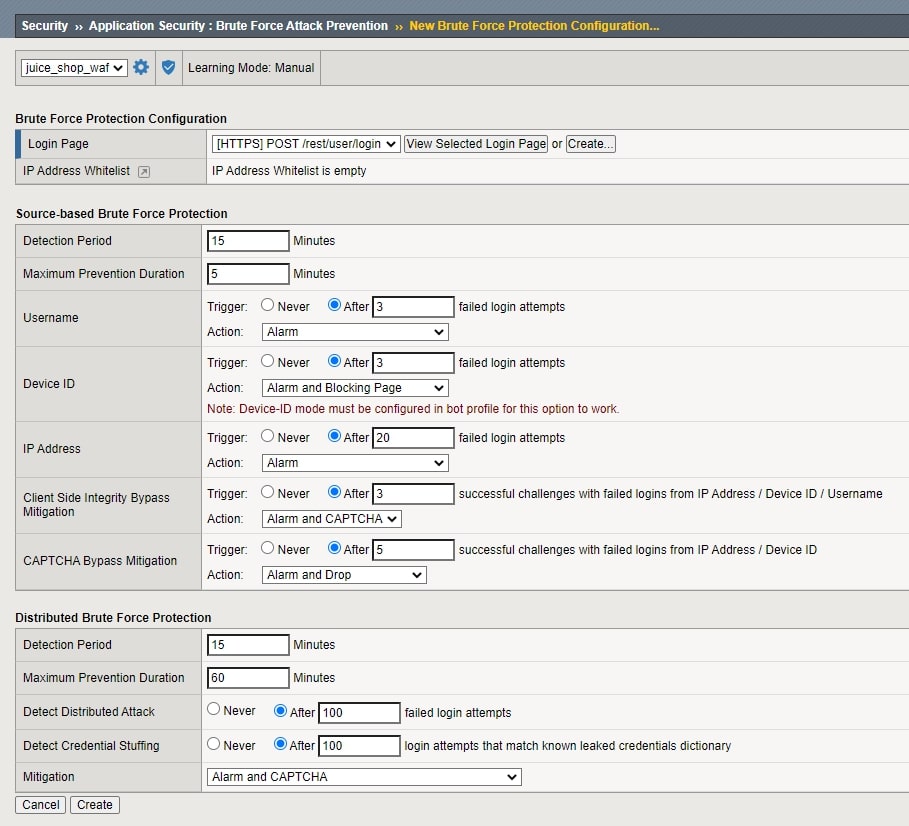 Security » Application Security : Brute Force Attack Prevention » New Brute Force Protection Configuration...
juice_shop_waf Learning Mode: Manual
Brute Force Protection Configuration
Login Page [HTTPS] POST /rest/user/login View Selected Login Page or Create...
IP Address Whitelist IP Address Whitelist is empty
Source-based Brute Force Protection
Detection Period 15 Minutes
Maximum Prevention Duration 5 Minutes
Username
Trigger: Never After 3 failed login attempts
Action: Alarm
Device ID
Trigger: Never After 3 failed login attempts
Action: Alarm and Blocking Page
Note: Device-ID mode must be configured in bot profile for this option to work.
IP Address
Trigger: Never After 20 failed login attempts
Action: Alarm
Client Side Integrity Bypass
Mitigation
Trigger: Never After 3 successful challenges with failed logins from IP Address / Device ID / Username
Action: Alarm and CAPTCHA
CAPTCHA Bypass Mitigation
Trigger: Never After 5 successful challenges with failed logins from IP Address / Device ID
Action: Alarm and Drop
Distributed Brute Force Protection
Detection Period 15 Minutes
Maximum Prevention Duration 60 Minutes
Detect Distributed Attack Never After 100 failed login attempts
Detect Credential Stuffing Never After 100 login attempts that match known leaked credentials dictionary
Mitigation Alarm and CAPTCHA
Cancel Create